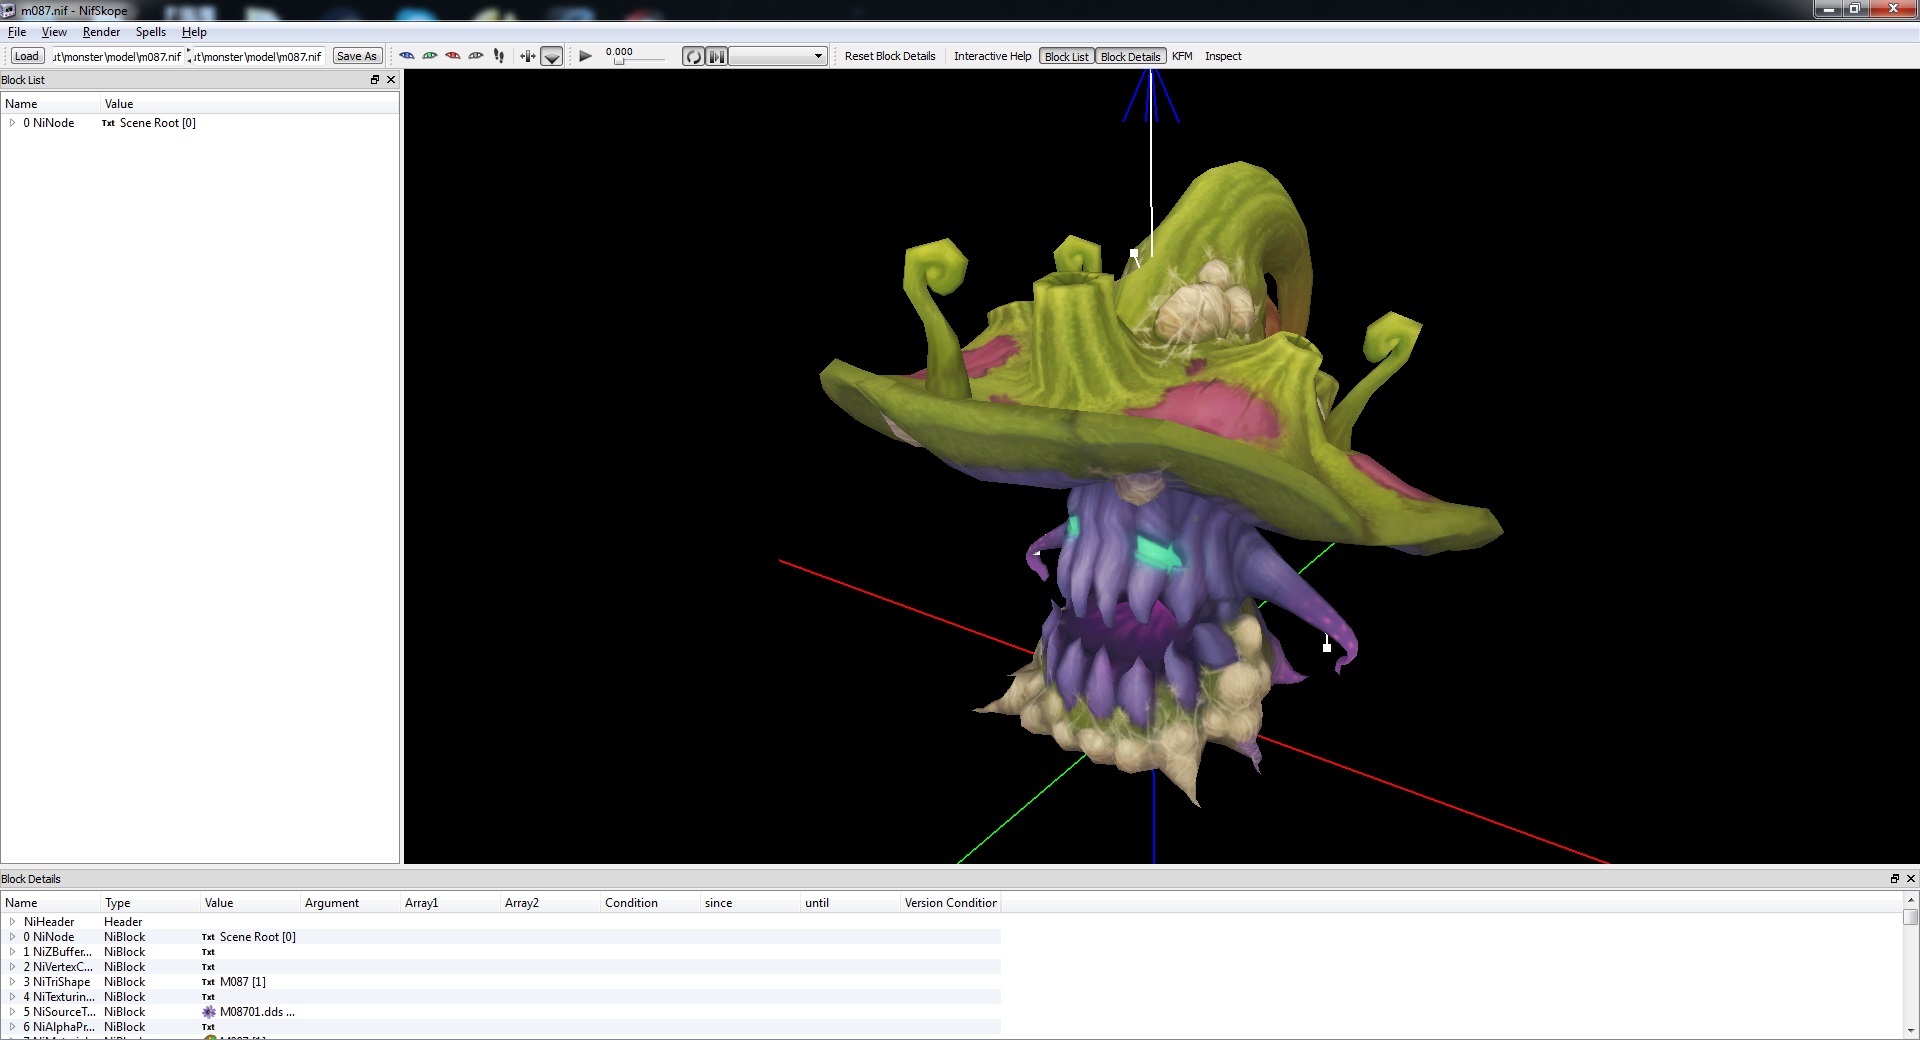 m087.nif - NifSkope
File View Render Spells Help
Load ut\monster\model\m087.nif ut\monster\model\m087.nif Save As 0.000 Reset Block Details Interactive Help Block List Block Details KFM Inspect
Block List
Name Value
0 NiNode Txt Scene Root [0]
Block Details
Name Type Value Argument Array1 Array2 Condition since until Version Condition
NiHeader Header
0 NiNode NiBlock Txt Scene Root [0]
1 NiZBuffer... NiBlock Txt
2 NiVertexC... NiBlock Txt
3 NiTriShape NiBlock Txt M087 [1]
4 NiTexturin... NiBlock Txt
5 NiSourceT... NiBlock M08701.dds ...
6 NiAlphaPr... NiBlock Txt